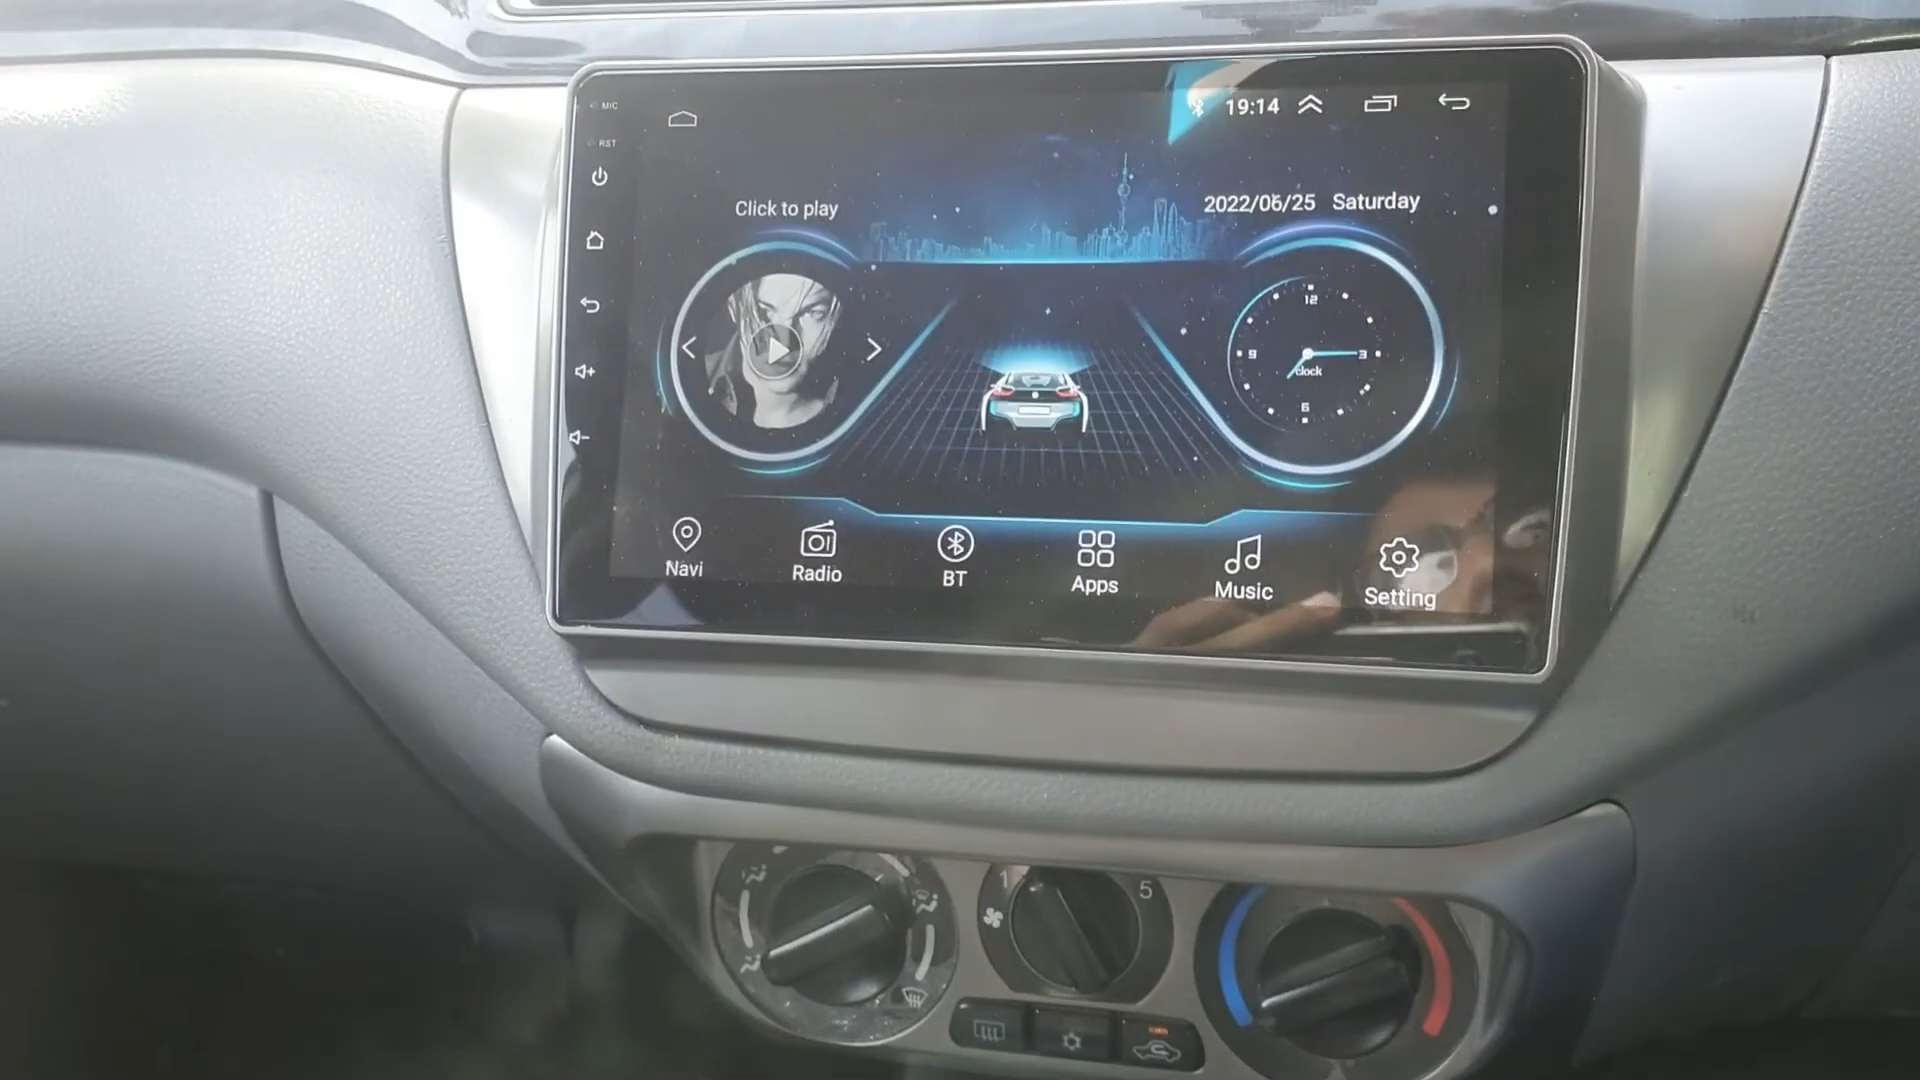 MIC
19:14
RST
Click to play
2022/06/25 Saturday
12
9
3
clock
6
Navi
Radio
BT
Apps
Music
Setting
1
5